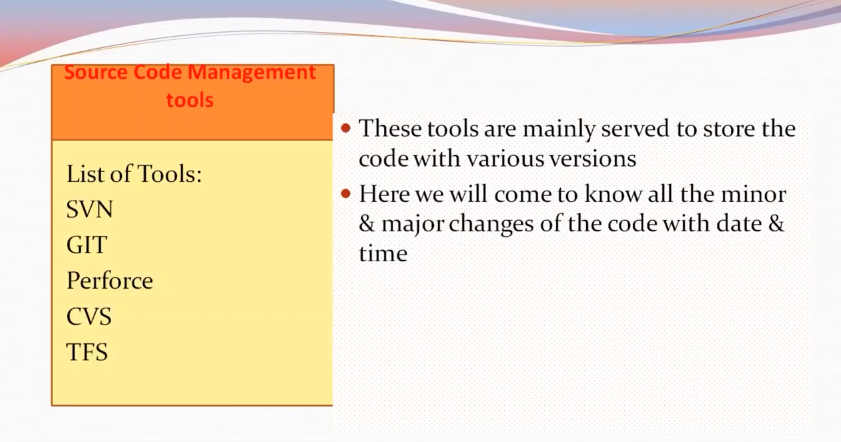 Source Code Management
tools
List of Tools:
SVN
GIT
Perforce
CVS
TFS
• These tools are mainly served to store the
code with various versions
• Here we will come to know all the minor
& major changes of the code with date &
time